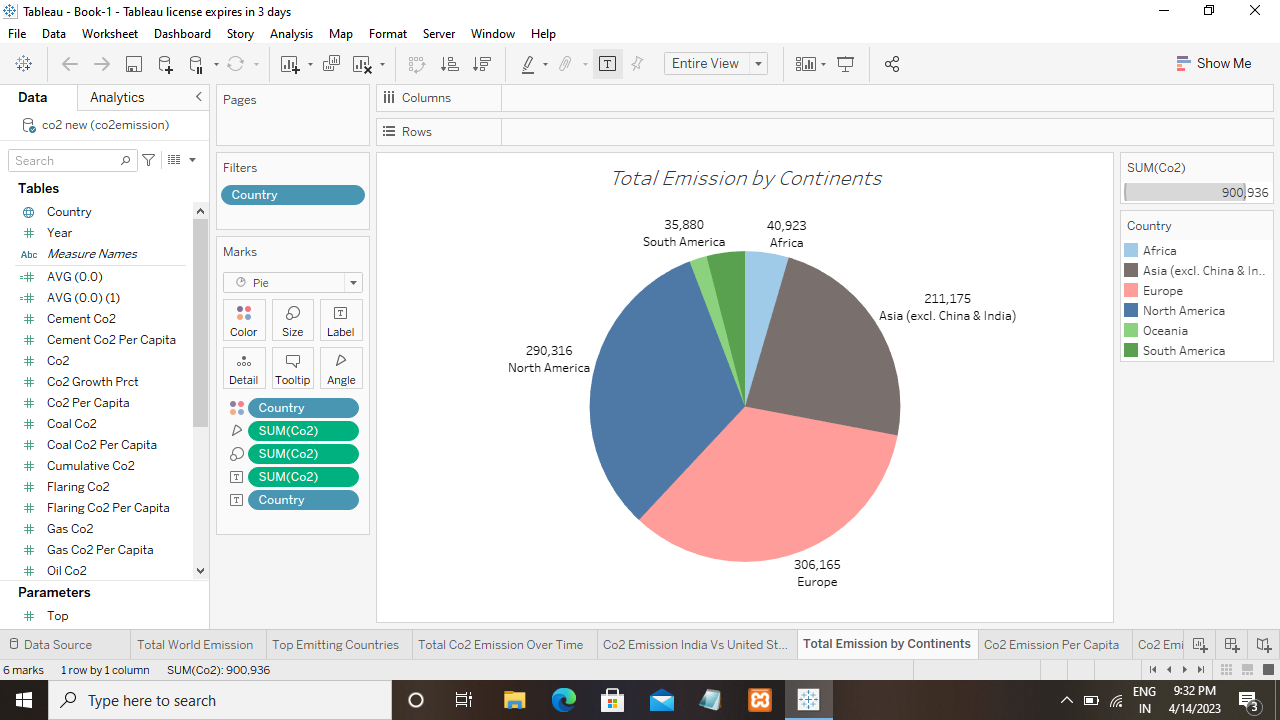 Tableau - Book-1 - Tableau license expires in 3 days
File Data Worksheet Dashboard Story Analysis Map Format Server Window Help
Entire View
Show Me
Data Analytics
co2 new (co2emission)
Search
Tables
Country
Year
Abc Measure Names
AVG (0.0)
AVG (0.0) (1)
Cement Co2
Cement Co2 Per Capita
Co2
Co2 Growth Prct
Co2 Per Capita
Coal Co2
Coal Co2 Per Capita
Cumulative Co2
Flaring Co2
Flaring Co2 Per Capita
Gas Co2
Gas Co2 Per Capita
Oil Co2
Parameters
Top
Pages
Filters
Country
Marks
Pie
Color Size Label
Detail Tooltip Angle
Country
SUM(Co2)
SUM(Co2)
SUM(Co2)
Country
Columns
Rows
Total Emission by Continents
35,880
South America
40,923
Africa
211,175
Asia (excl. China & India)
290,316
North America
306,165
Europe
SUM(Co2)
900,936
Country
Africa
Asia (excl. China & In..
Europe
North America
Oceania
South America
Data Source Total World Emission Top Emitting Countries Total Co2 Emission Over Time Co2 Emission India Vs United St... Total Emission by Continents Co2 Emission Per Capita Co2 Emi
6 marks 1 row by 1 column SUM(Co2): 900,936
Type here to search
ENG
IN
9:32 PM
4/14/2023
3